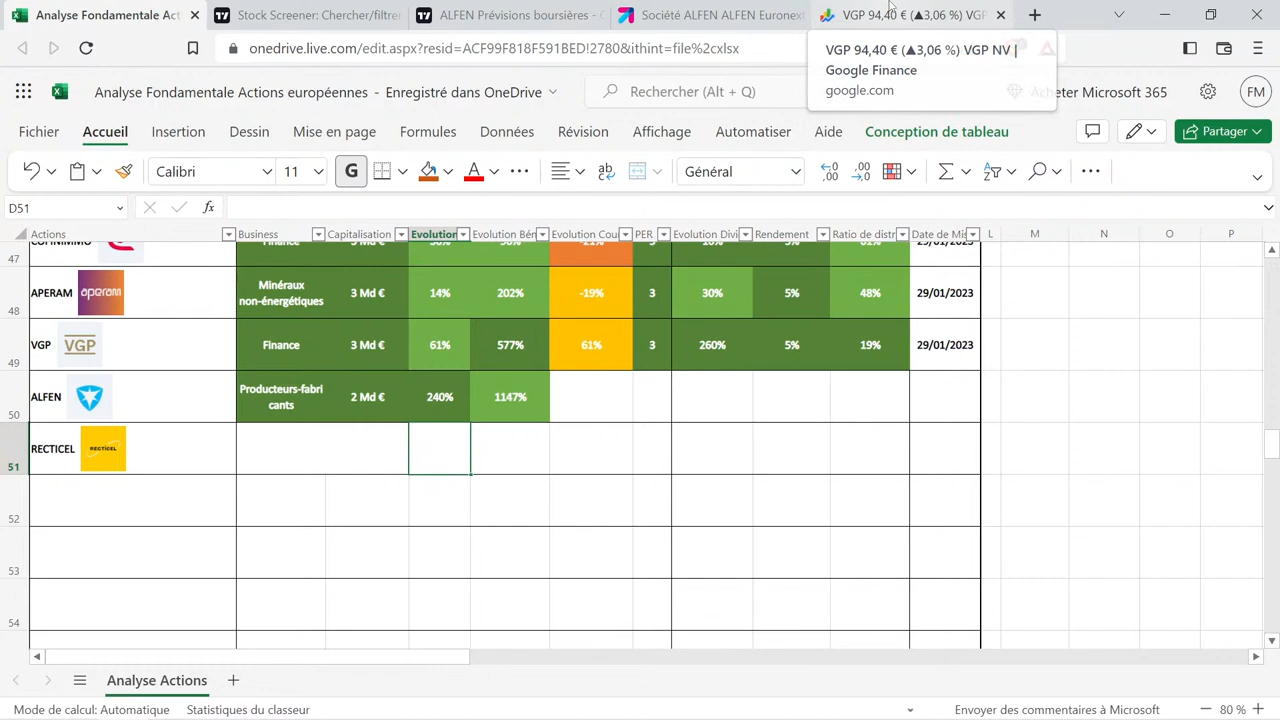 Analyse Fondamentale Acti
Stock Screener: Chercher/filtrer
ALFEN Prévisions boursières - C
Société ALFEN ALFEN Euronext
VGP 94,40 € (▲3,06 %) VGP
onedrive.live.com/edit.aspx?resid=ACF99F818F591BED!2780&ithint=file%2cxlsx
VGP 94,40 € (▲3,06 %) VGP NV |
Google Finance
google.com
Analyse Fondamentale Actions européennes - Enregistré dans OneDrive
Rechercher (Alt + Q)
Acheter Microsoft 365
FM
Fichier Accueil Insertion Dessin Mise en page Formules Données Révision Affichage Automatiser Aide Conception de tableau
Partager
Calibri 11 G A ab Général
D51 fx
Actions Business Capitalisation Evolution Evolution Bén Evolution Cou PER Evolution Divi Rendement Ratio de distr Date de Mis L M N O P
47
48 APERAM aperam Minéraux non-énergétiques 3 Md € 14% 202% -19% 3 30% 5% 48% 29/01/2023
49 VGP VGP Finance 3 Md € 61% 577% 61% 3 260% 5% 19% 29/01/2023
50 ALFEN Producteurs-fabri cants 2 Md € 240% 1147%
51 RECTICEL RECTICEL
52
53
54
Analyse Actions
Mode de calcul: Automatique Statistiques du classeur
Envoyer des commentaires à Microsoft 80 %